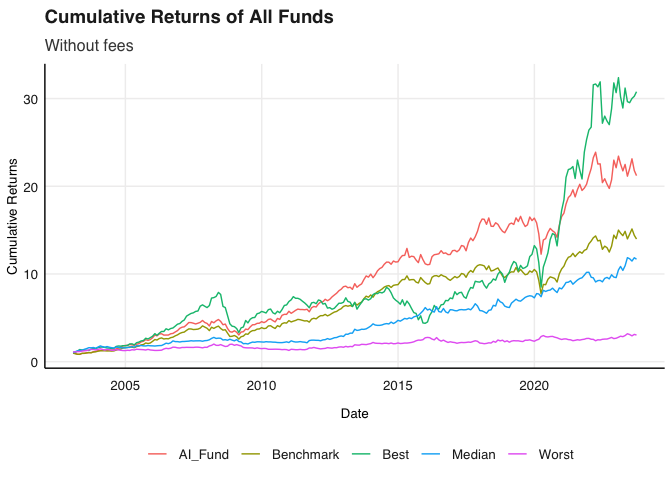 Cumulative Returns of All Funds
Without fees
Cumulative Returns
30
20
10
0
2005 2010 2015 2020
Date
AI_Fund Benchmark Best Median Worst